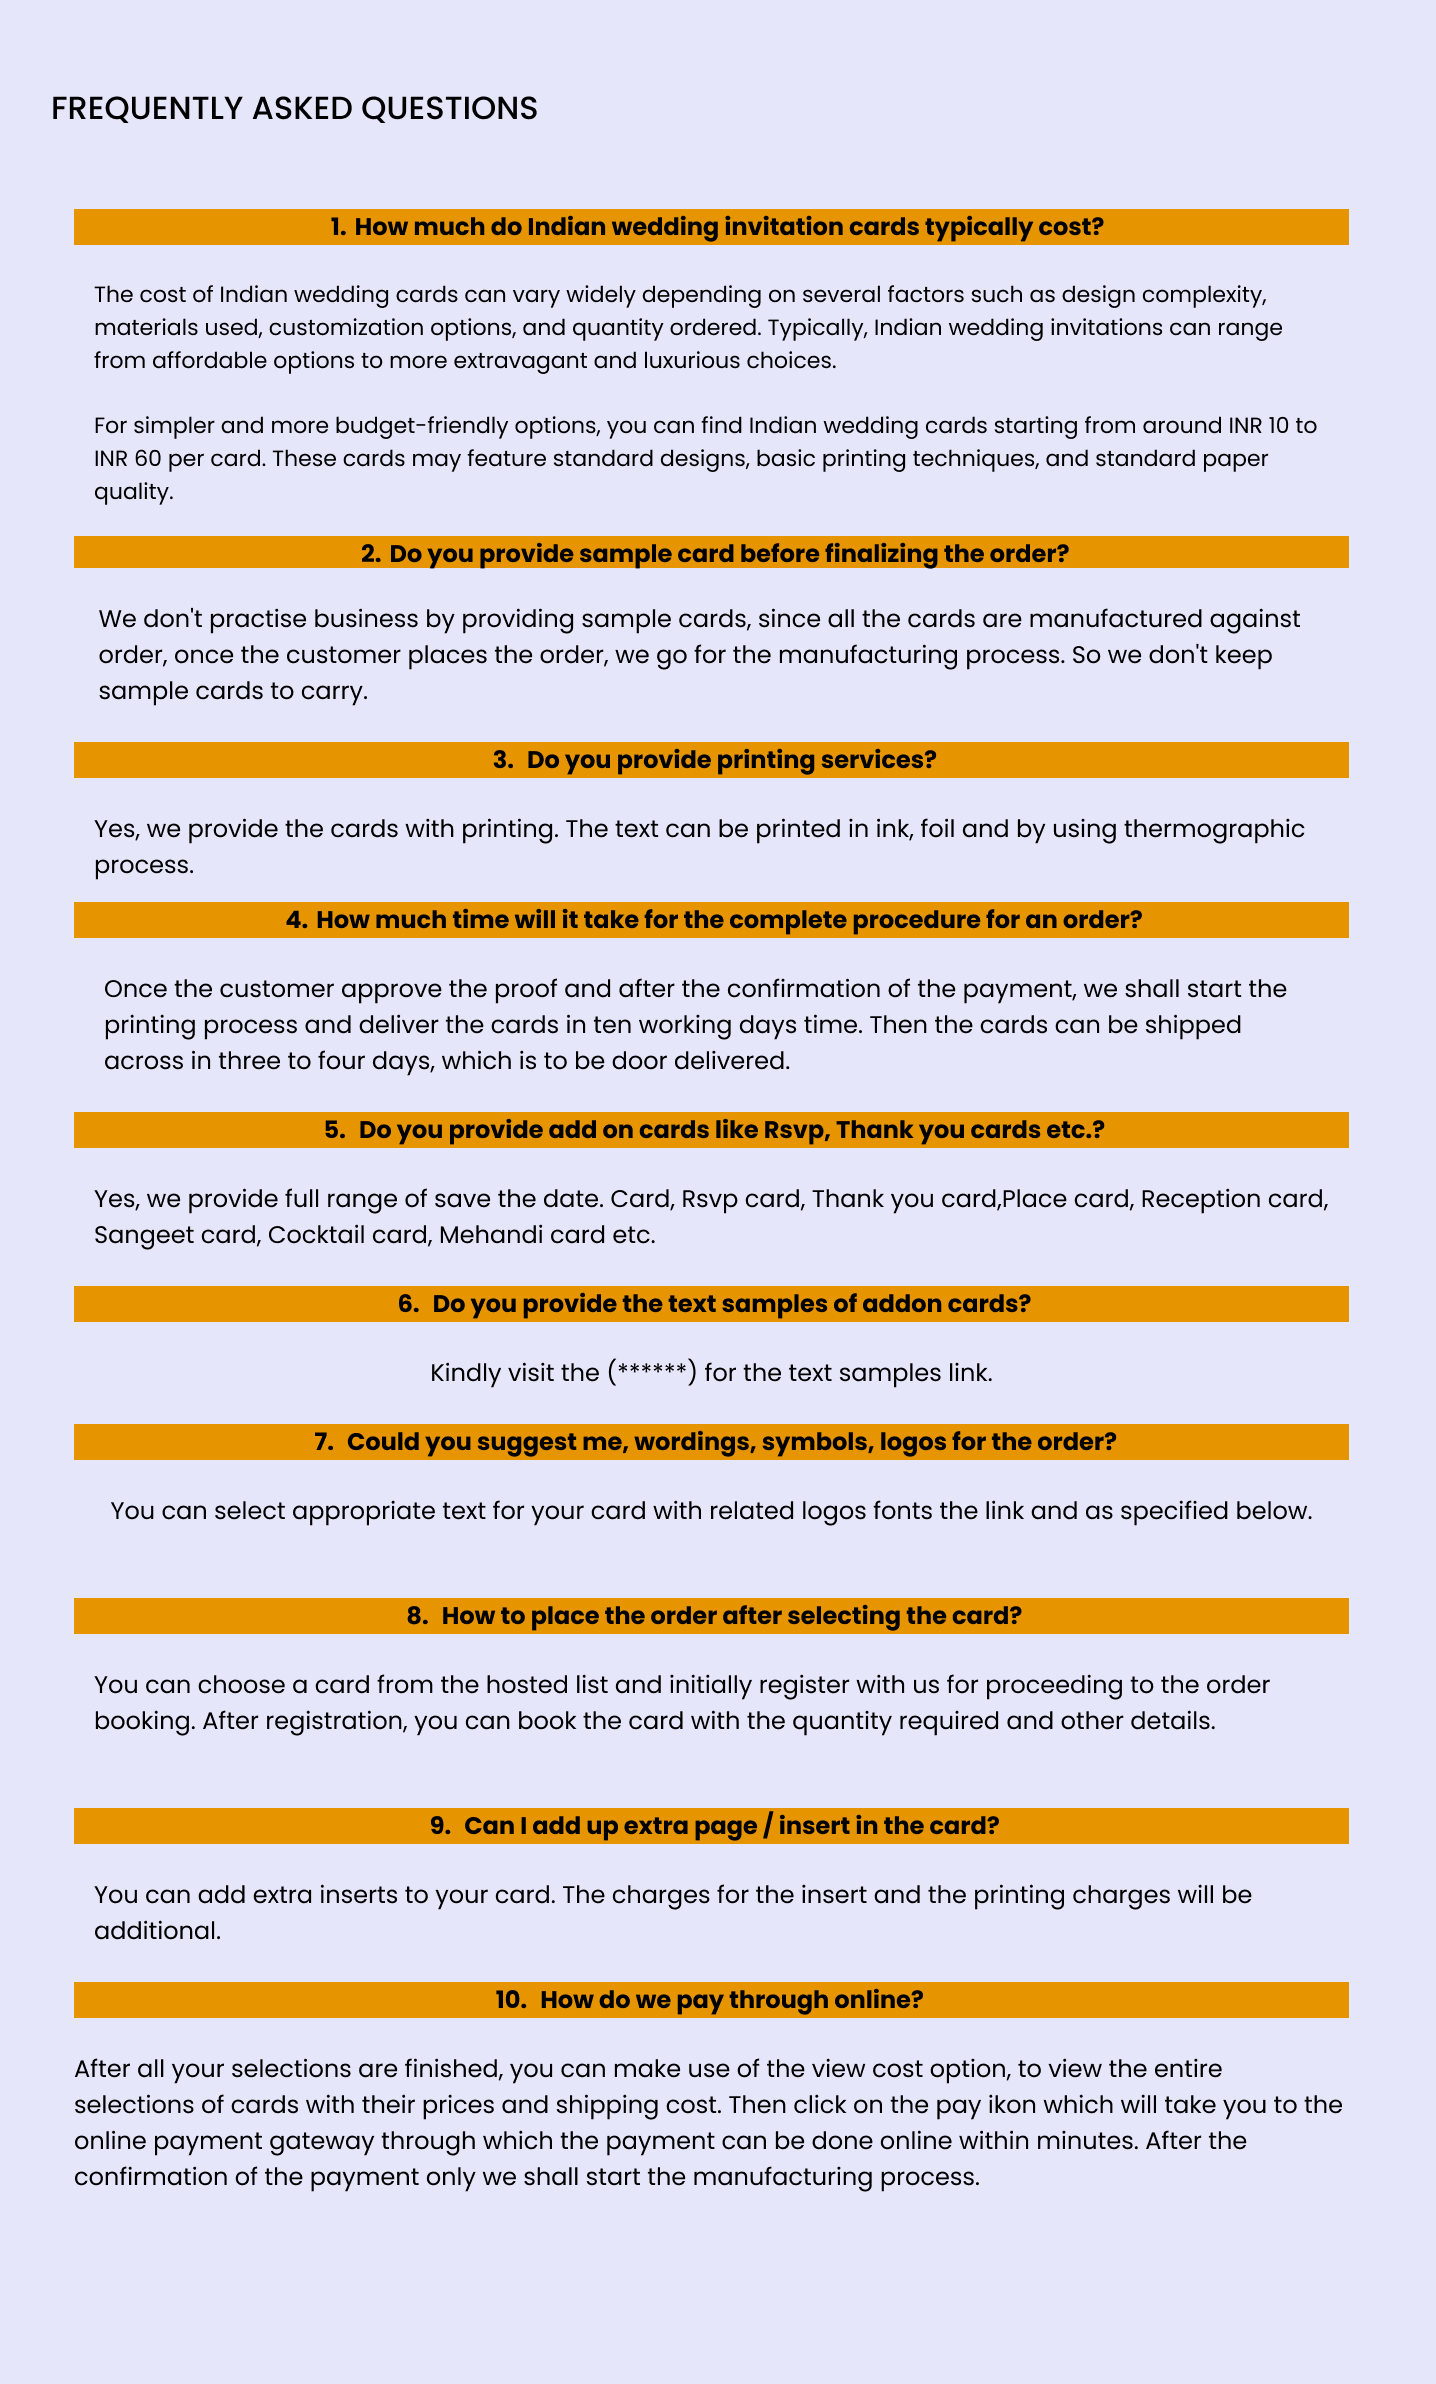 FREQUENTLY ASKED QUESTIONS
1. How much do Indian wedding invitation cards typically cost?
The cost of Indian wedding cards can vary widely depending on several factors such as design complexity,
materials used, customization options, and quantity ordered. Typically, Indian wedding invitations can range
from affordable options to more extravagant and luxurious choices.
For simpler and more budget-friendly options, you can find Indian wedding cards starting from around INR 10 to
INR 60 per card. These cards may feature standard designs, basic printing techniques, and standard paper
quality.
2. Do you provide sample card before finalizing the order?
We don't practise business by providing sample cards, since all the cards are manufactured against
order, once the customer places the order, we go for the manufacturing process. So we don't keep
sample cards to carry.
3. Do you provide printing services?
Yes, we provide the cards with printing. The text can be printed in ink, foil and by using thermographic
process.
4. How much time will it take for the complete procedure for an order?
Once the customer approve the proof and after the confirmation of the payment, we shall start the
printing process and deliver the cards in ten working days time. Then the cards can be shipped
across in three to four days, which is to be door delivered.
5. Do you provide add on cards like Rsvp, Thank you cards etc.?
Yes, we provide full range of save the date. Card, Rsvp card, Thank you card,Place card, Reception card,
Sangeet card, Cocktail card, Mehandi card etc.
6. Do you provide the text samples of addon cards?
Kindly visit the (******) for the text samples link.
7. Could you suggest me, wordings, symbols, logos for the order?
You can select appropriate text for your card with related logos fonts the link and as specified below.
8. How to place the order after selecting the card?
You can choose a card from the hosted list and initially register with us for proceeding to the order
booking. After registration, you can book the card with the quantity required and other details.
9. Can I add up extra page / insert in the card?
You can add extra inserts to your card. The charges for the insert and the printing charges will be
additional.
10. How do we pay through online?
After all your selections are finished, you can make use of the view cost option, to view the entire
selections of cards with their prices and shipping cost. Then click on the pay ikon which will take you to the
online payment gateway through which the payment can be done online within minutes. After the
confirmation of the payment only we shall start the manufacturing process.